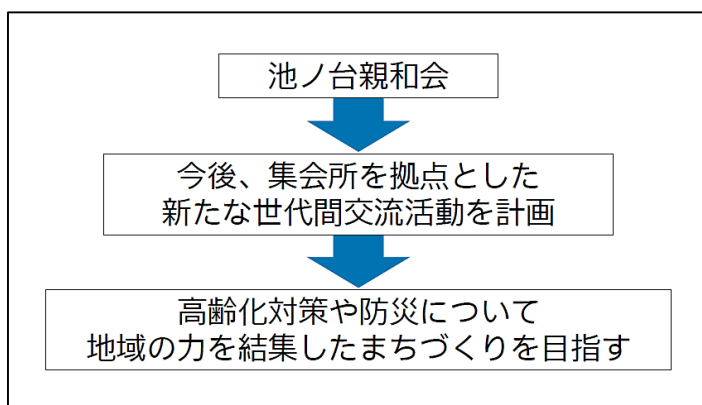 池ノ台親和会
今後、集会所を拠点とした
新たな世代間交流活動を計画
高齢化対策や防災について
地域の力を結集したまちづくりを目指す